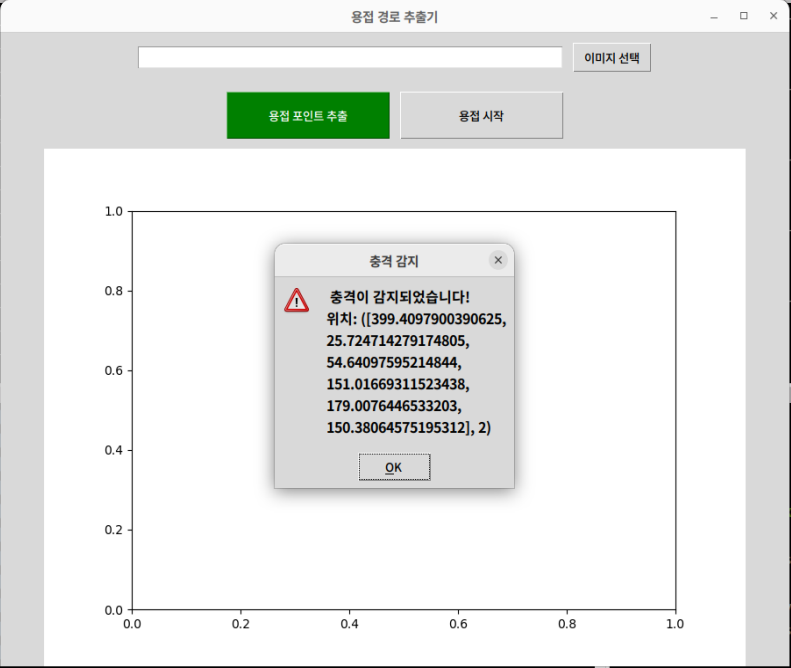 용접 경로 추출기
이미지 선택
용접 포인트 추출
용접 시작
1.0
0.8
0.6
0.4
0.2
0.0
0.0 0.2 0.4 0.6 0.8 1.0
충격 감지
충격이 감지되었습니다!
위치: ([399.4097900390625,
25.724714279174805,
54.64097595214844,
151.01669311523438,
179.0076446533203,
150.38064575195312], 2)
OK